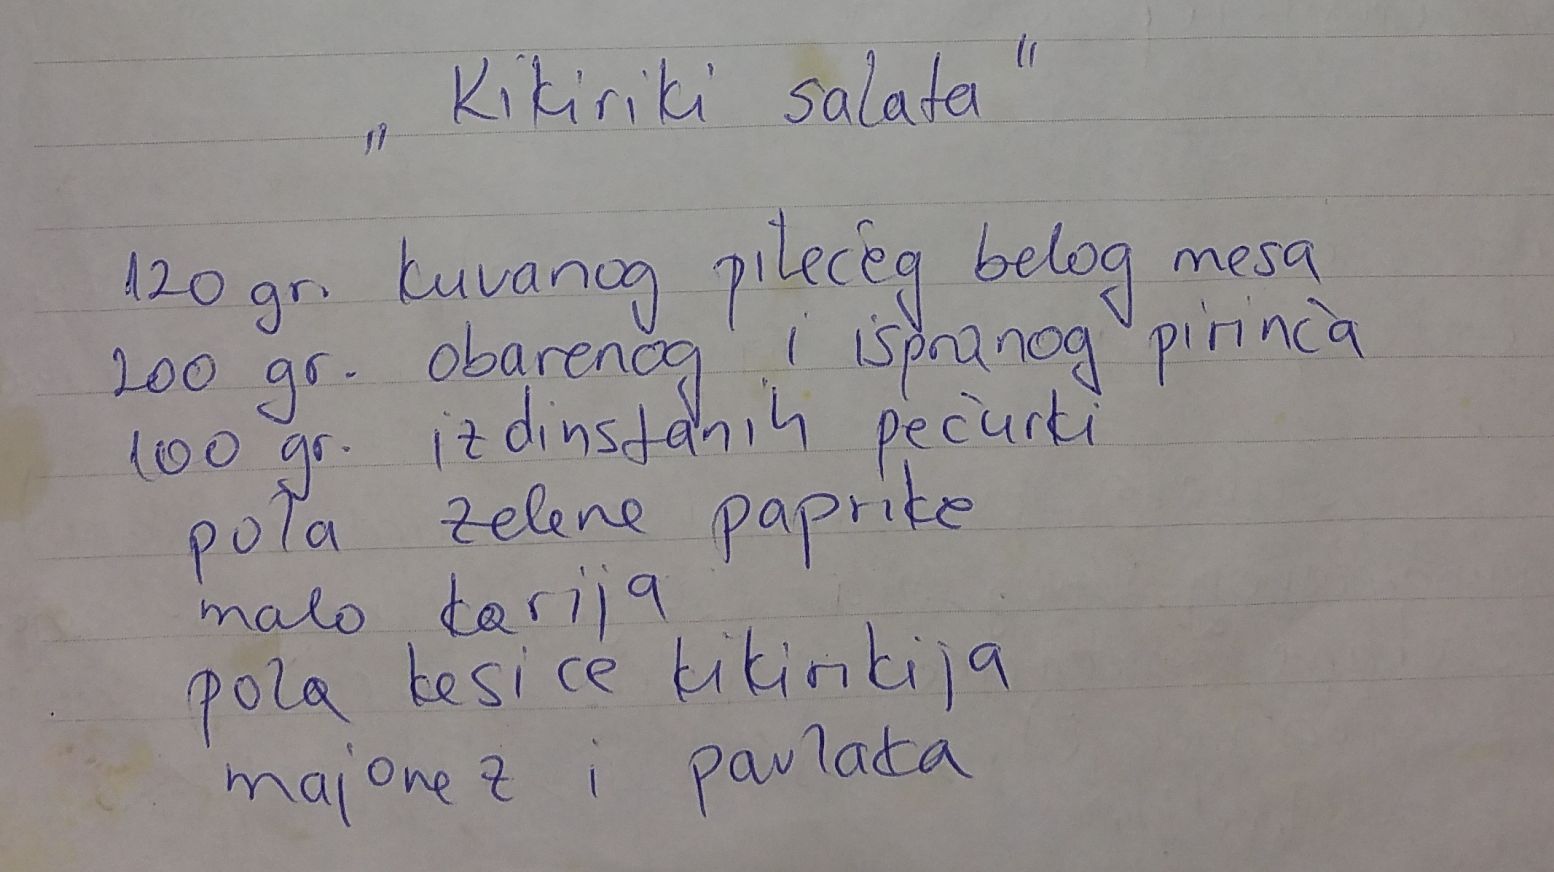 „Kikiriki salata"
120 gr. kuvanog pilećeg belog mesa
200 gr. obarenog i ispranog pirinča
100 gr. izdinstanih pečurki
pola zelene paprike
malo karija
pola kesice kikirikija
majonez i pavlaka